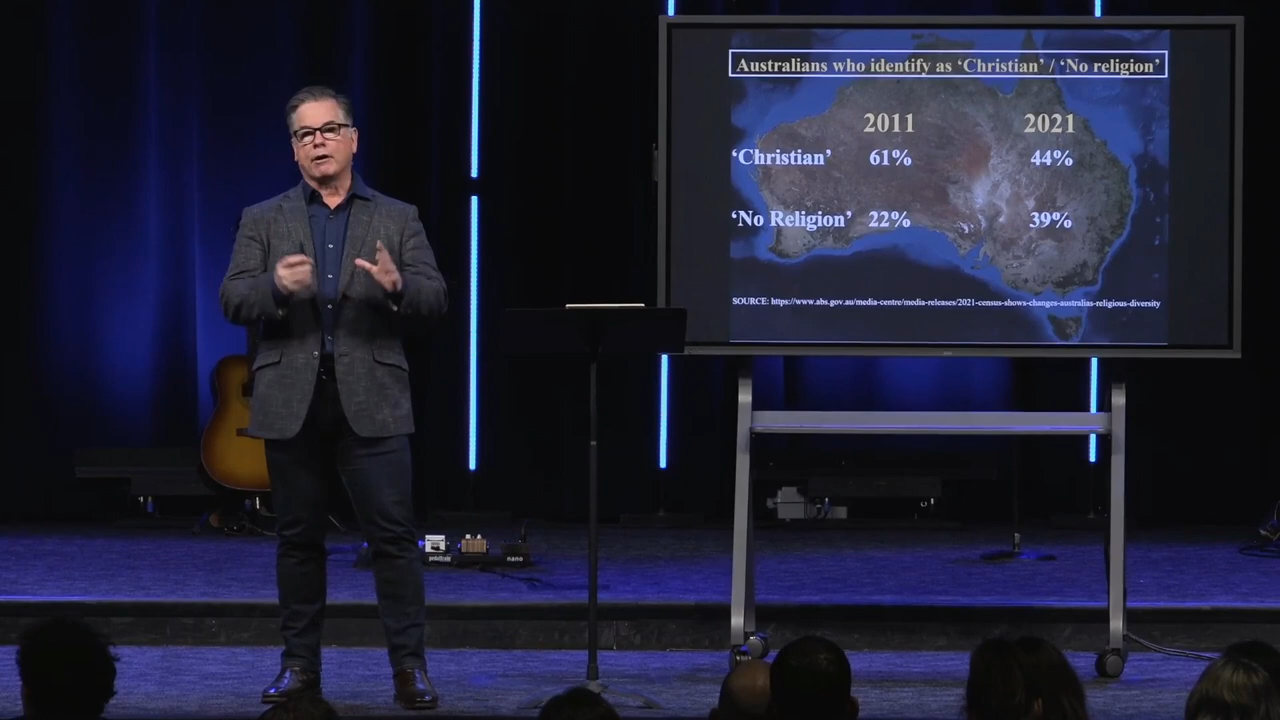 Australians who identify as ‘Christian’ / ‘No religion’
2011 2021
‘Christian’ 61% 44%
‘No Religion’ 22% 39%
SOURCE: https://www.abs.gov.au/media-centre/media-releases/2021-census-shows-changes-australias-religious-diversity
nano